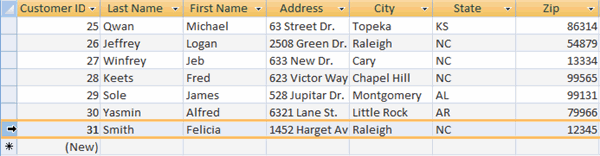 Customer ID Last Name First Name Address City State Zip
25 Qwan Michael 63 Street Dr. Topeka KS 86314
26 Jeffrey Logan 2508 Green Dr. Raleigh NC 54879
27 Winfrey Jeb 633 New Dr. Cary NC 13334
28 Keets Fred 623 Victor Way Chapel Hill NC 99565
29 Sole James 528 Jupitar Dr. Montgomery AL 99131
30 Yasmin Alfred 6321 Lane St. Little Rock AR 79966
31 Smith Felicia 1452 Harget Av Raleigh NC 12345
(New)